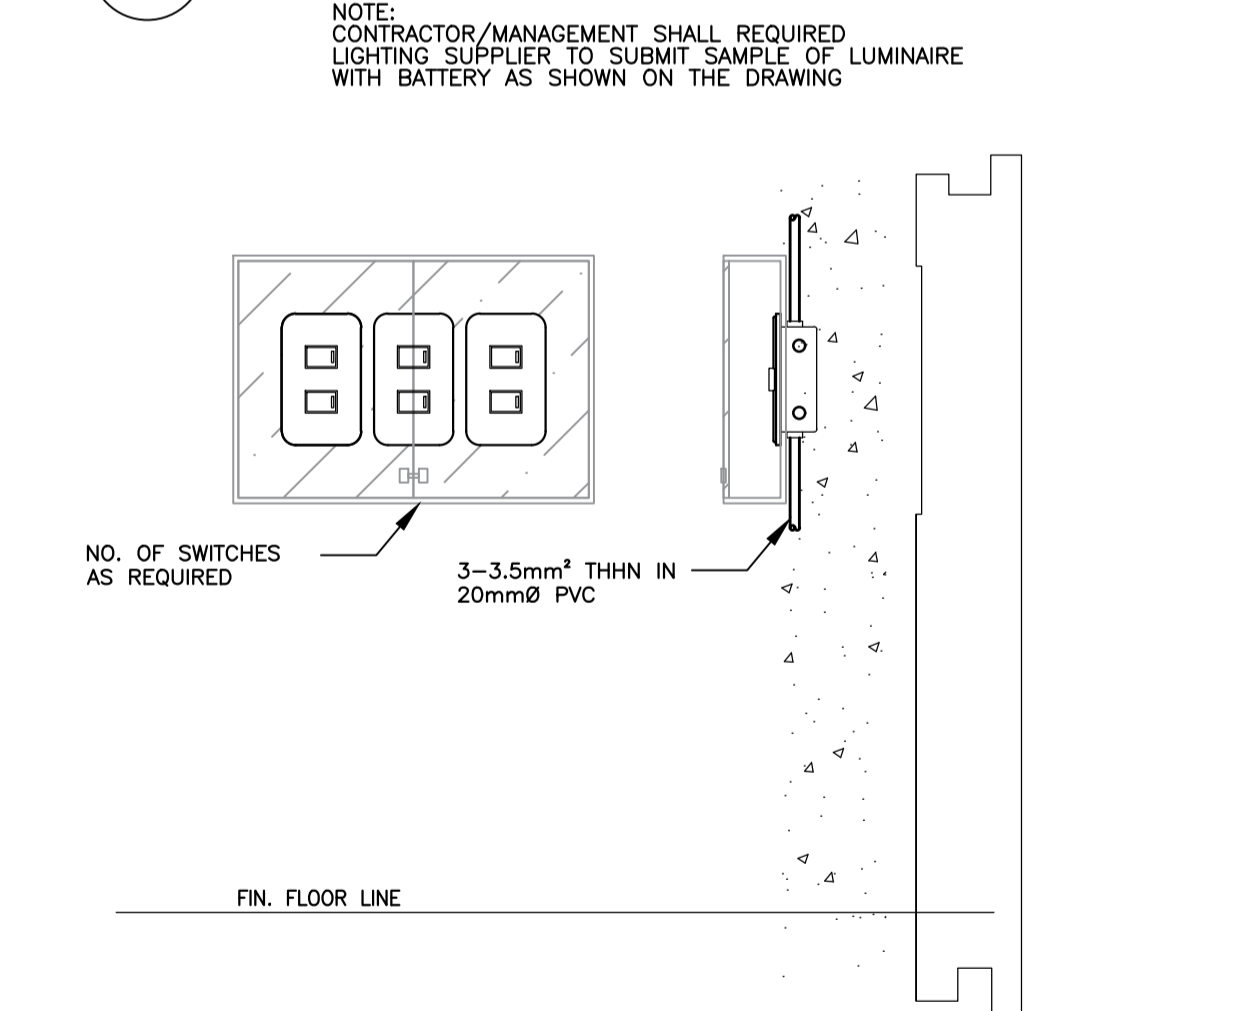 NOTE:
CONTRACTOR/MANAGEMENT SHALL REQUIRED
LIGHTING SUPPLIER TO SUBMIT SAMPLE OF LUMINAIRE
WITH BATTERY AS SHOWN ON THE DRAWING
NO. OF SWITCHES
AS REQUIRED
3-3.5mm² THHN IN
20mmØ PVC
FIN. FLOOR LINE